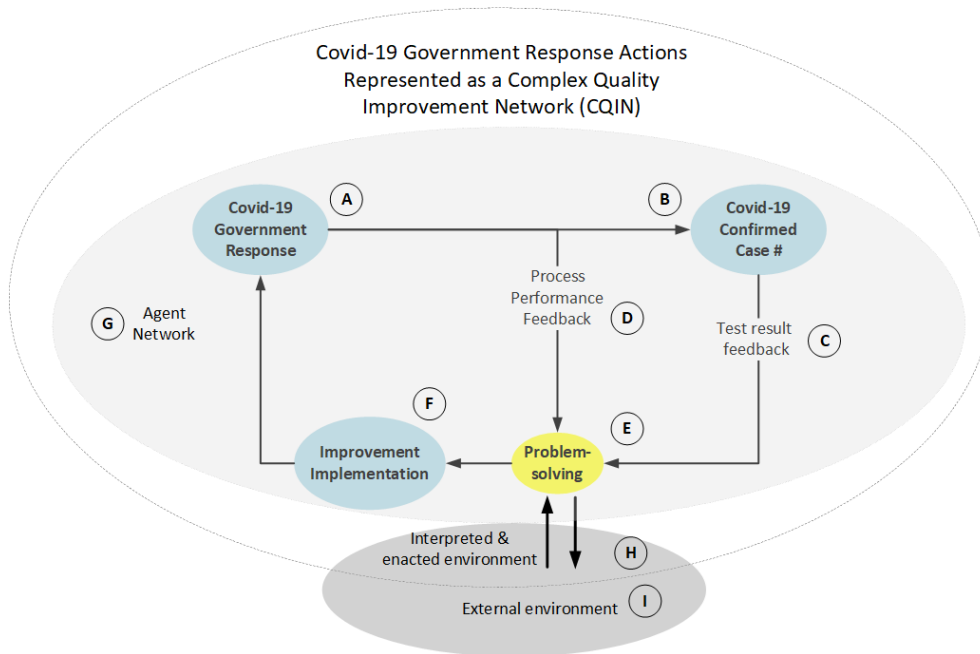 Covid-19 Government Response Actions
Represented as a Complex Quality
Improvement Network (CQIN)
A
B
Covid-19
Government
Response
Covid-19
Confirmed
Case #
Process
Performance
Feedback
D
G
Agent
Network
Test result
feedback
C
F
E
Improvement
Implementation
Problem-
solving
Interpreted &
enacted environment
H
External environment
I